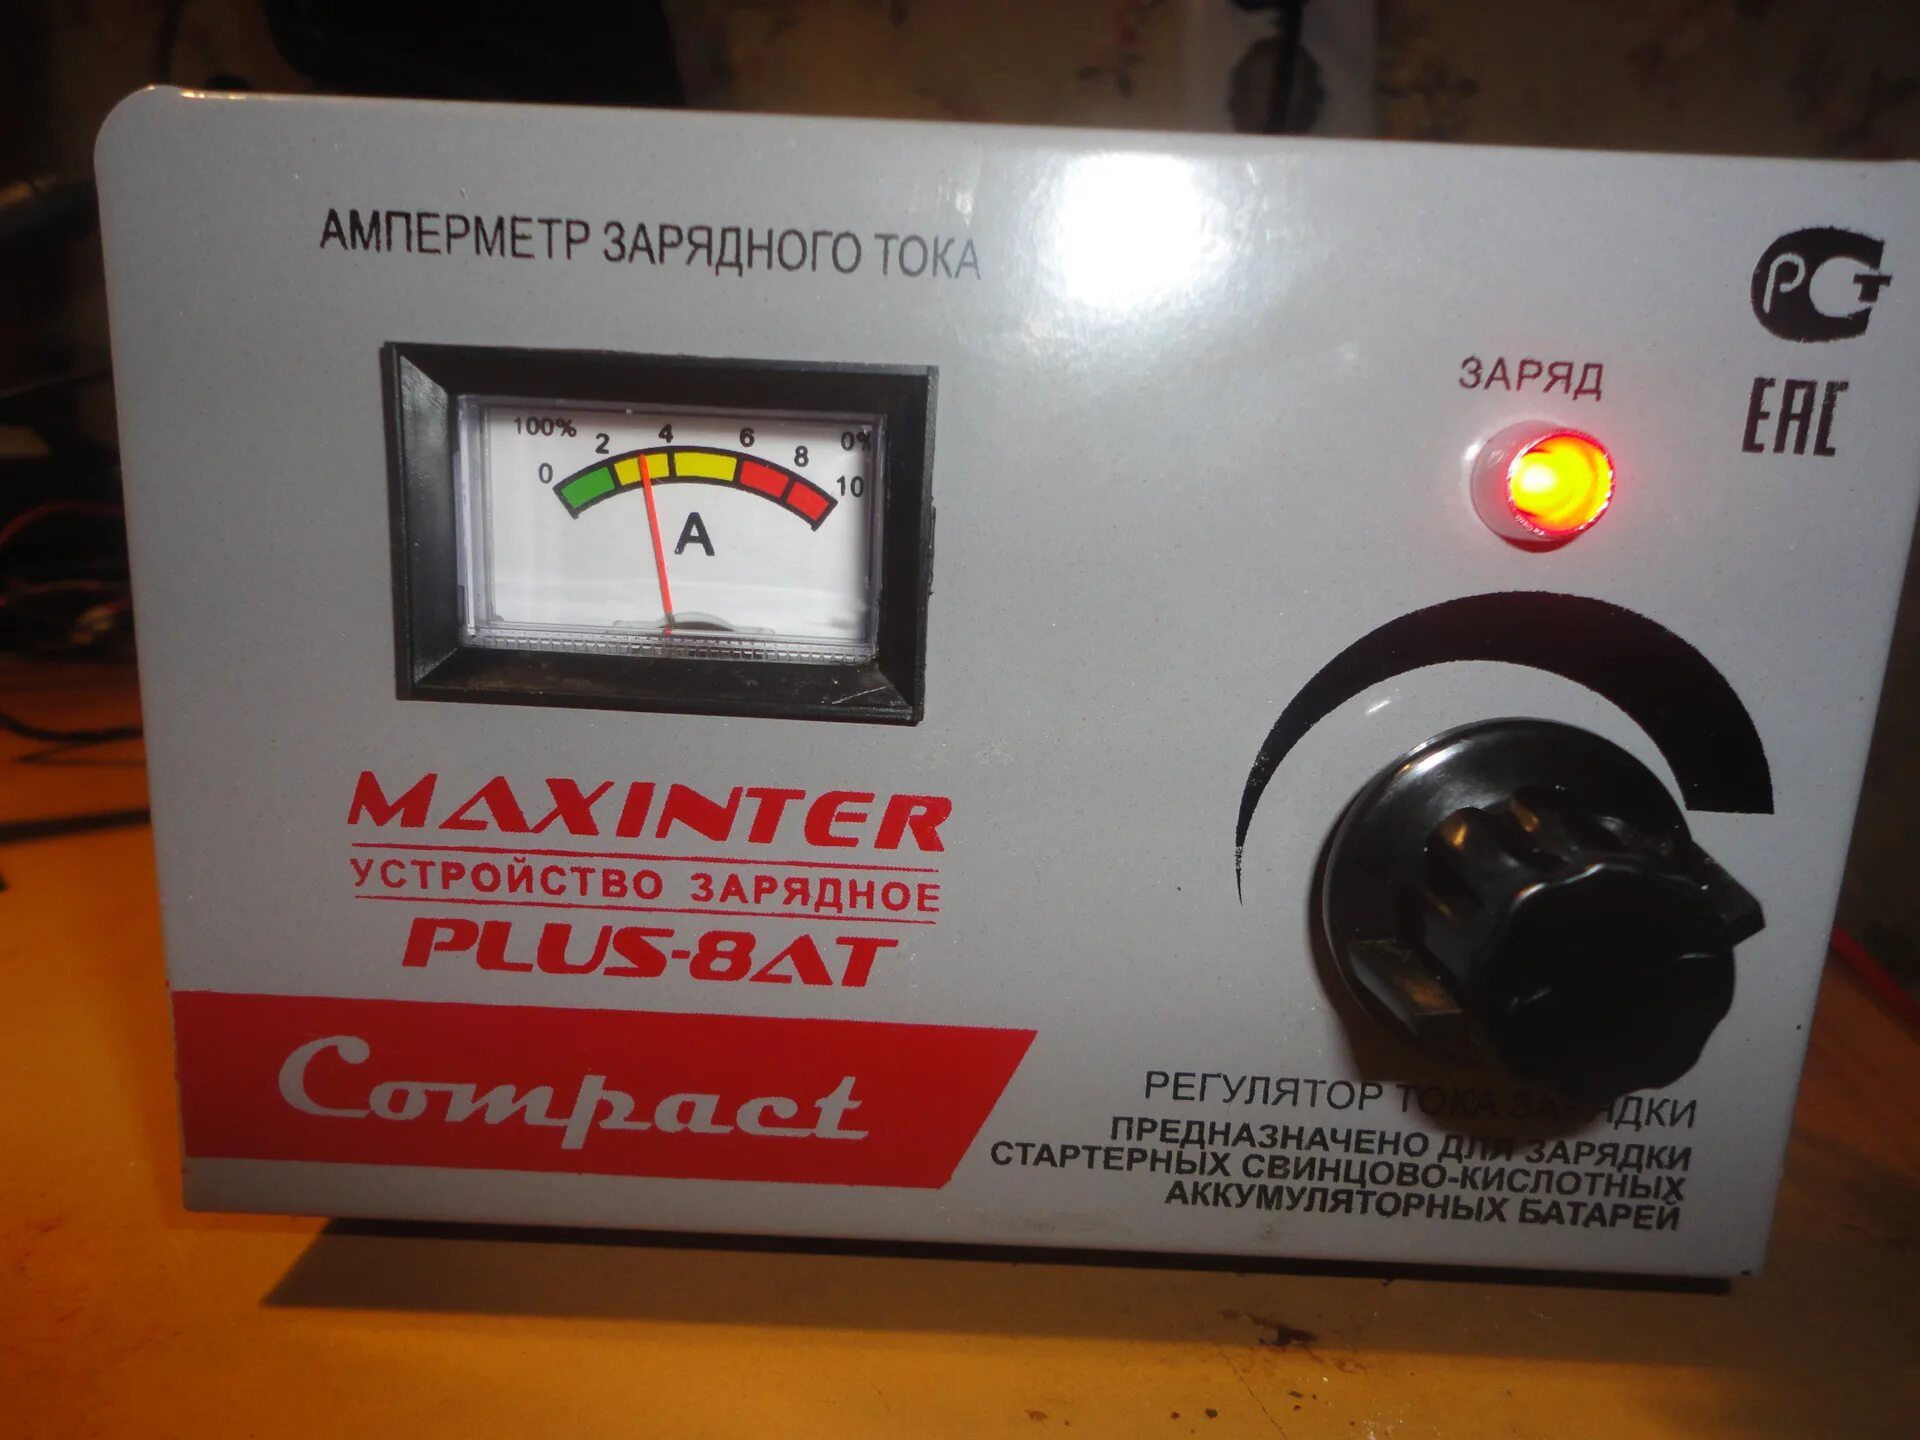 АМПЕРМЕТР ЗАРЯДНОГО ТОКА
РСТ
ЗАРЯД
ЕАС
100% 2 4 6 0%
0 8 10
A
MAXINTER
УСТРОЙСТВО ЗАРЯДНОЕ
PLUS-8AT
Compact
РЕГУЛЯТОР ТОКА ЗАРЯДКИ
ПРЕДНАЗНАЧЕНО ДЛЯ ЗАРЯДКИ
СТАРТЕРНЫХ СВИНЦОВО-КИСЛОТНЫХ
АККУМУЛЯТОРНЫХ БАТАРЕЙ